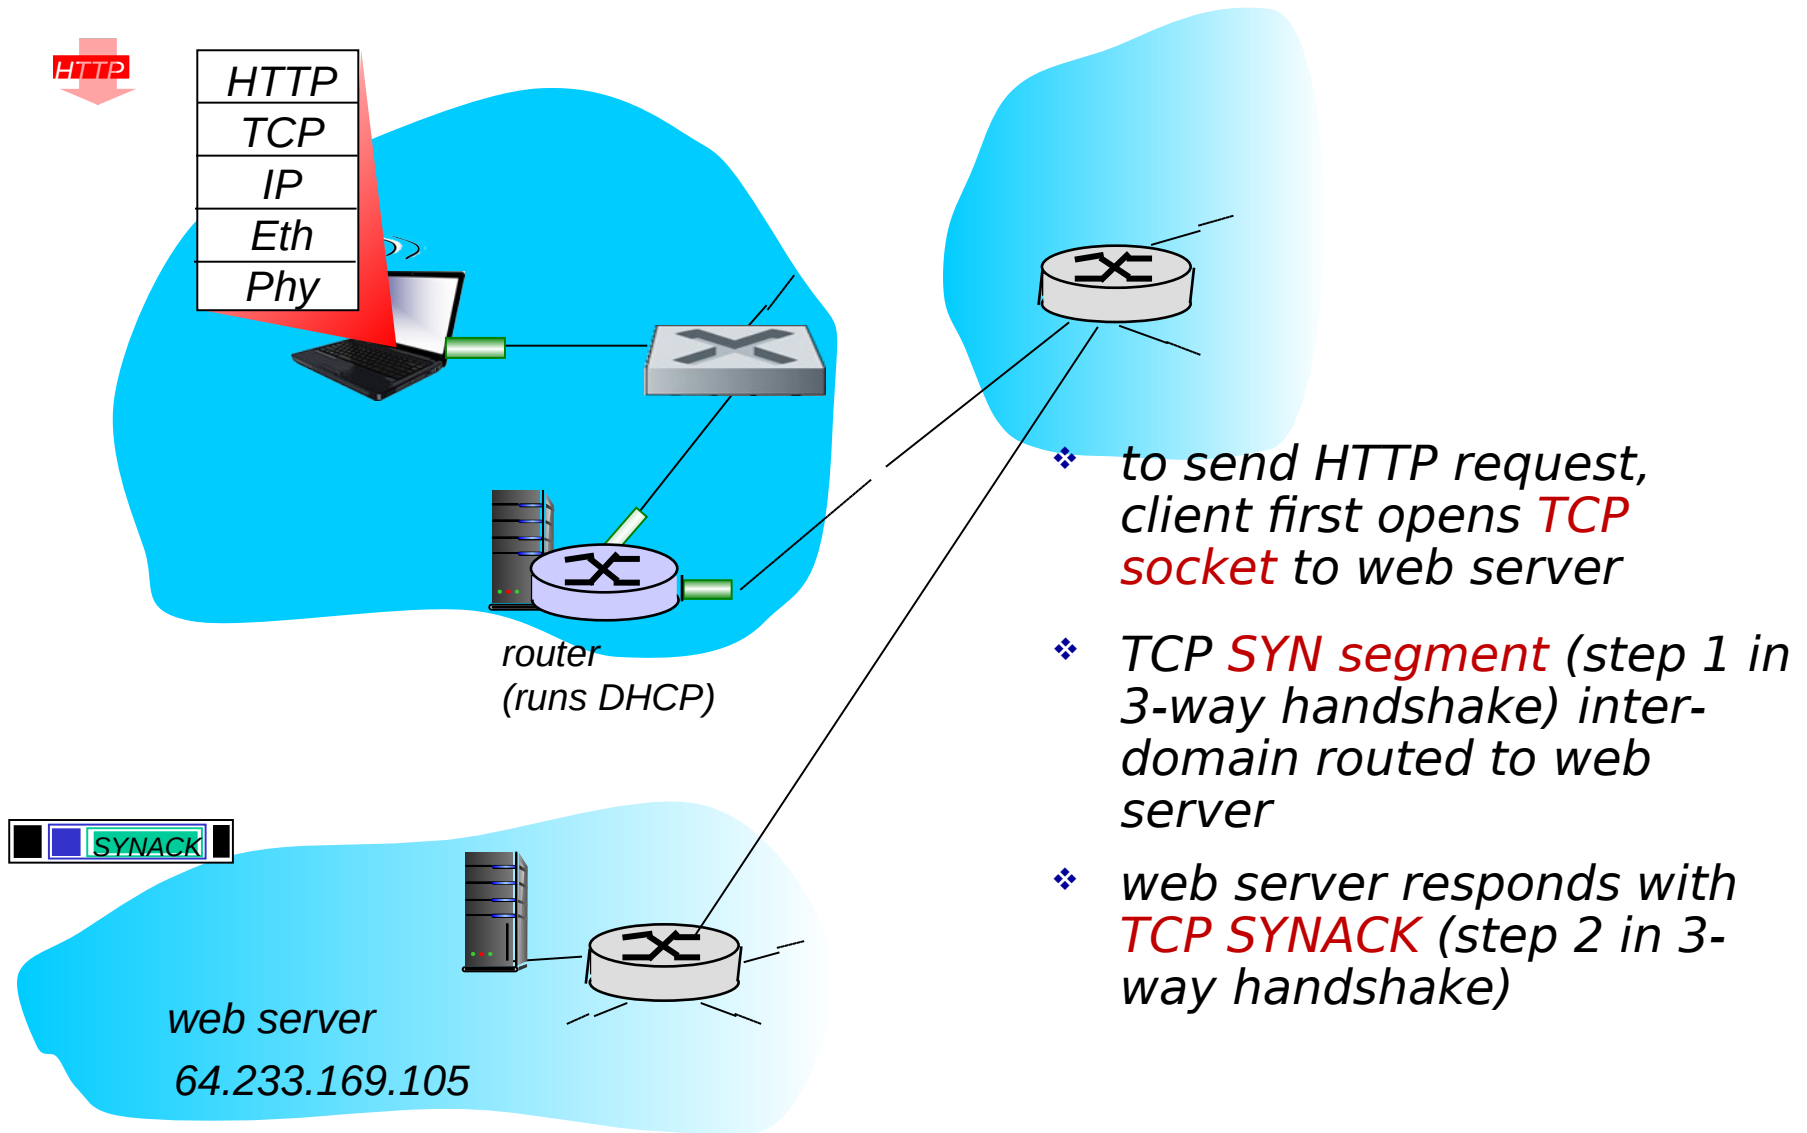 HTTP
HTTP
TCP
IP
Eth
Phy
router
(runs DHCP)
SYNACK
web server
64.233.169.105
❖ to send HTTP request,
client first opens TCP
socket to web server
❖ TCP SYN segment (step 1 in
3-way handshake) inter-
domain routed to web
server
❖ web server responds with
TCP SYNACK (step 2 in 3-
way handshake)